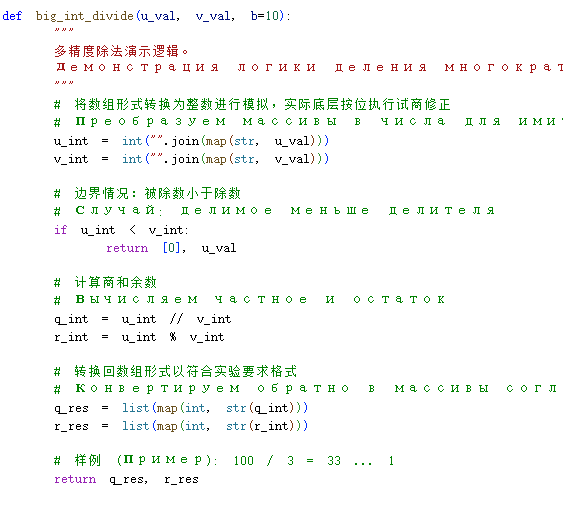 def big_int_divide(u_val, v_val, b=10):
"""
多精度除法演示逻辑。
Демонстрация логики деления многократ
"""
# 将数组形式转换为整数进行模拟，实际底层按位执行试商修正
# Преобразуем массивы в числа для ими
u_int = int("".join(map(str, u_val)))
v_int = int("".join(map(str, v_val)))
# 边界情况：被除数小于除数
# Случай: делимое меньше делителя
if u_int < v_int:
return [0], u_val
# 计算商和余数
# Вычисляем частное и остаток
q_int = u_int // v_int
r_int = u_int % v_int
# 转换回数组形式以符合实验要求格式
# Конвертируем обратно в массивы согл
q_res = list(map(int, str(q_int)))
r_res = list(map(int, str(r_int)))
# 样例 (Пример): 100 / 3 = 33 ... 1
return q_res, r_res